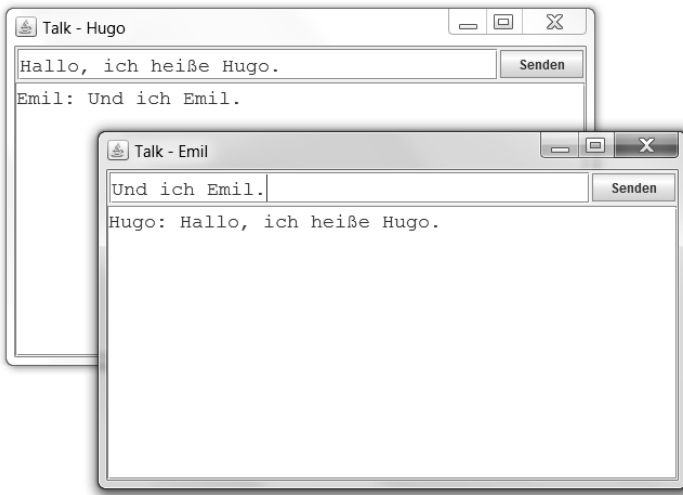 Talk - Hugo
Hallo, ich heiße Hugo.
Senden
Emil: Und ich Emil.
Talk - Emil
Und ich Emil.
Senden
Hugo: Hallo, ich heiße Hugo.